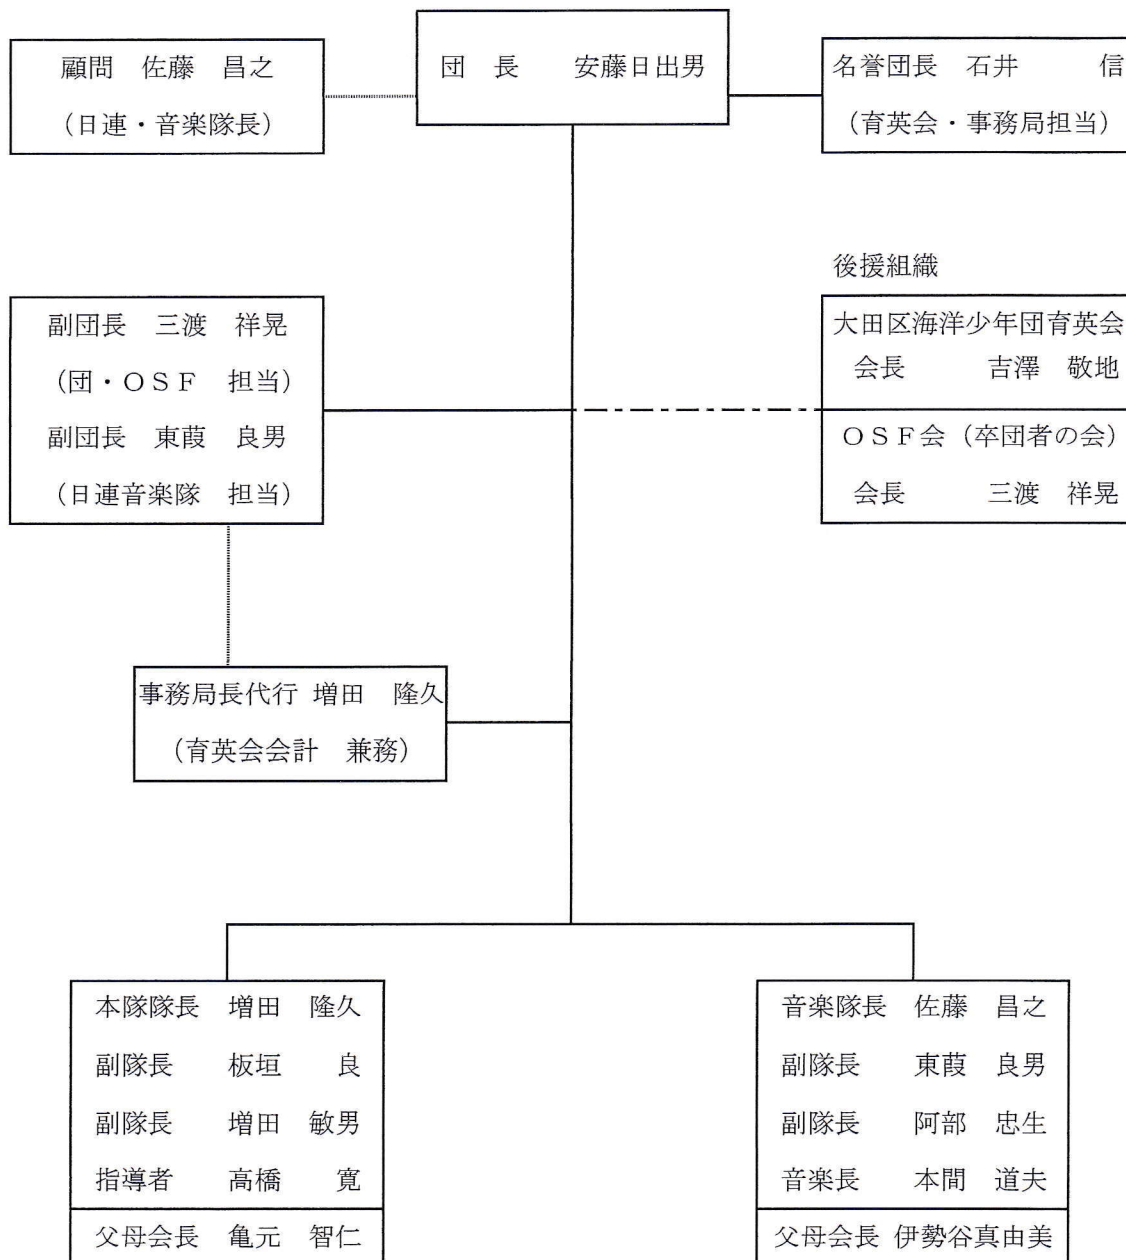 顧問　佐藤　昌之
（日連・音楽隊長）
団　長　　安藤日出男
名誉団長　石井　　信
（育英会・事務局担当）
副団長　三渡　祥晃
（団・ＯＳＦ　担当）
副団長　東葭　良男
（日連音楽隊　担当）
後援組織
大田区海洋少年団育英会
会長　　吉澤　敬地
ＯＳＦ会（卒団者の会）
会長　　三渡　祥晃
事務局長代行 増田　隆久
（育英会会計　兼務）
本隊隊長　増田　隆久
副隊長　　板垣　　良
副隊長　　増田　敏男
指導者　　高橋　　寛
父母会長　亀元　智仁
音楽隊長　佐藤　昌之
副隊長　　東葭　良男
副隊長　　阿部　忠生
音楽長　　本間　道夫
父母会長 伊勢谷真由美